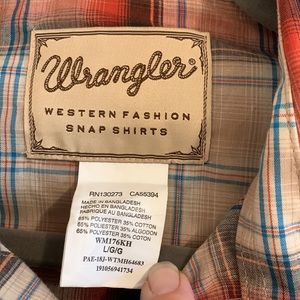 Wrangler®
WESTERN FASHION
SNAP SHIRTS
RN130273 CA55394
MADE IN BANGLADESH
HECHO EN BANGLADESH
FABRIQUE AU BANGLADESH
65% POLYESTER 35% COTTON
65% POLIESTER 35% ALGODON
65% POLYESTER 35% COTON
WM176KH
L/G/G
PAE-18J-WTMH64683
191056941734